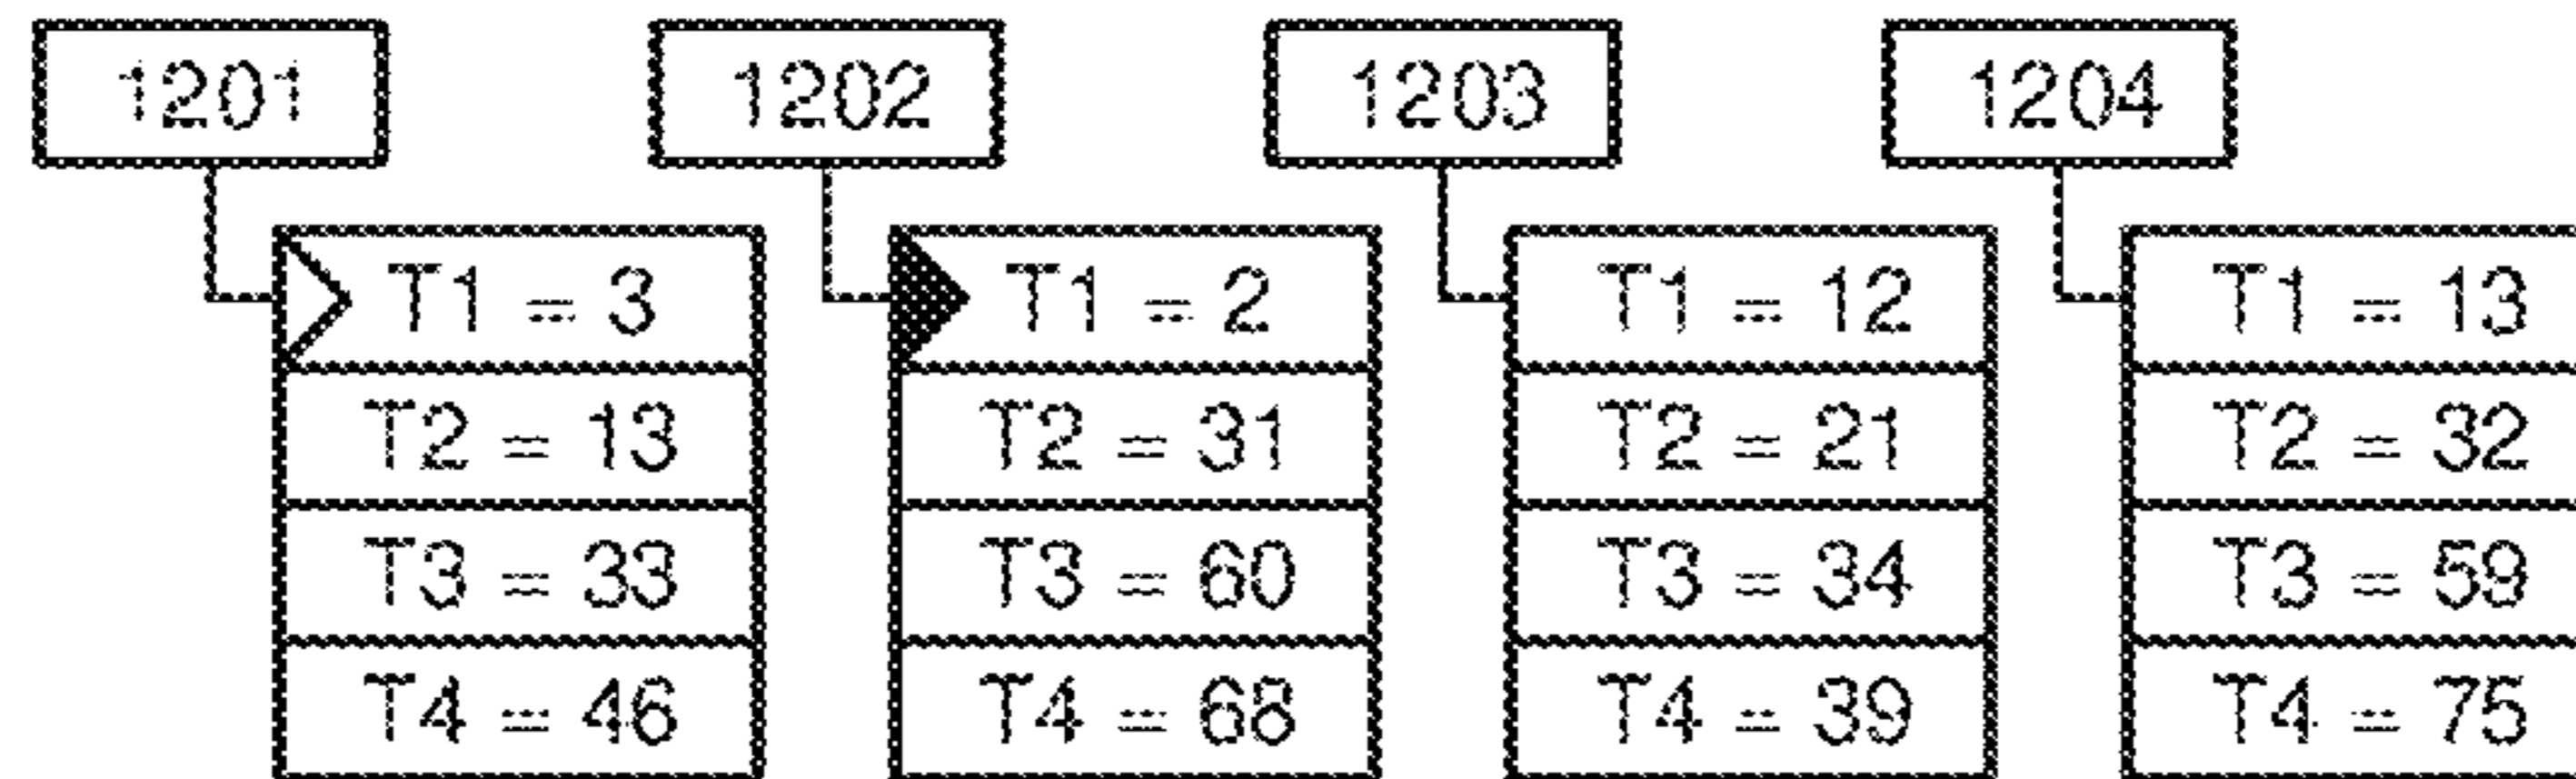 1201 1202 1203 1204
T1 = 3 T1 = 2 T1 = 12 T1 = 13
T2 = 13 T2 = 31 T2 = 21 T2 = 32
T3 = 33 T3 = 60 T3 = 34 T3 = 59
T4 = 46 T4 = 68 T4 = 39 T4 = 75